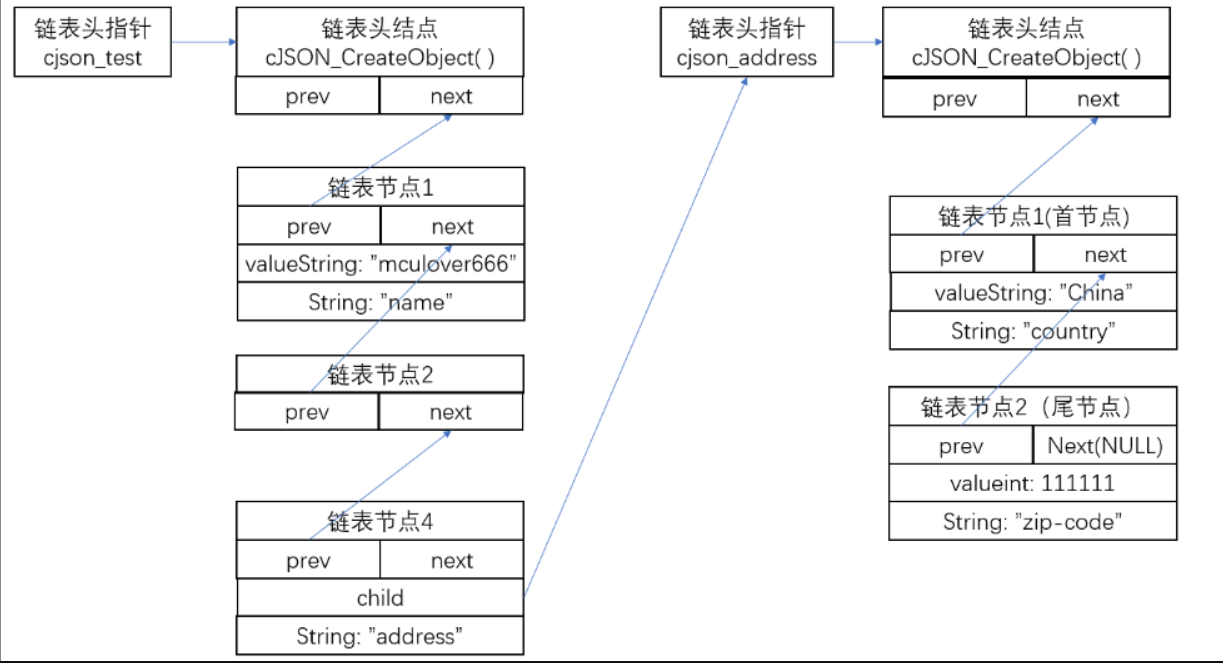 链表头指针
cjson_test
链表头结点
cJSON_CreateObject( )
prev next
链表节点1
prev next
valueString: ”mculover666”
String: ”name”
链表节点2
prev next
链表节点4
prev next
child
String: ”address”
链表头指针
cjson_address
链表头结点
cJSON_CreateObject( )
prev next
链表节点1(首节点)
prev next
valueString: ”China”
String: ”country”
链表节点2（尾节点）
prev Next(NULL)
valueint: 111111
String: ”zip-code”